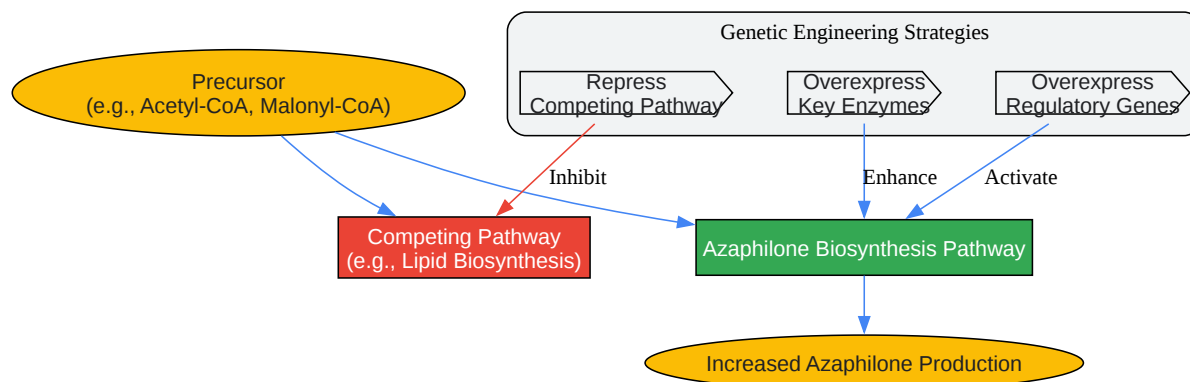 Genetic Engineering Strategies
Precursor
(e.g., Acetyl-CoA, Malonyl-CoA)
Repress
Competing Pathway
Overexpress
Key Enzymes
Overexpress
Regulatory Genes
Inhibit
Enhance
Activate
Competing Pathway
(e.g., Lipid Biosynthesis)
Azaphilone Biosynthesis Pathway
Increased Azaphilone Production